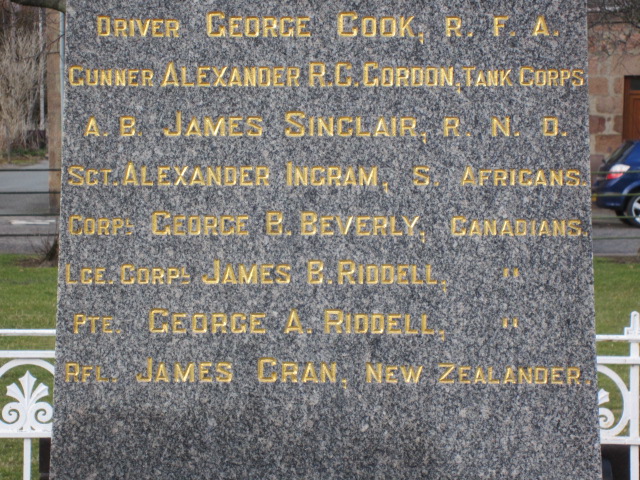 DRIVER GEORGE COOK, R. F. A.
GUNNER ALEXANDER R.G. GORDON, TANK CORPS
A. B. JAMES SINCLAIR, R. N. D.
SGT. ALEXANDER INGRAM, S. AFRICANS.
CORPL GEORGE B. BEVERLY, CANADIANS.
LCE. CORPL JAMES B. RIDDELL, "
PTE. GEORGE A. RIDDELL, "
RFL. JAMES CRAN, NEW ZEALANDER.